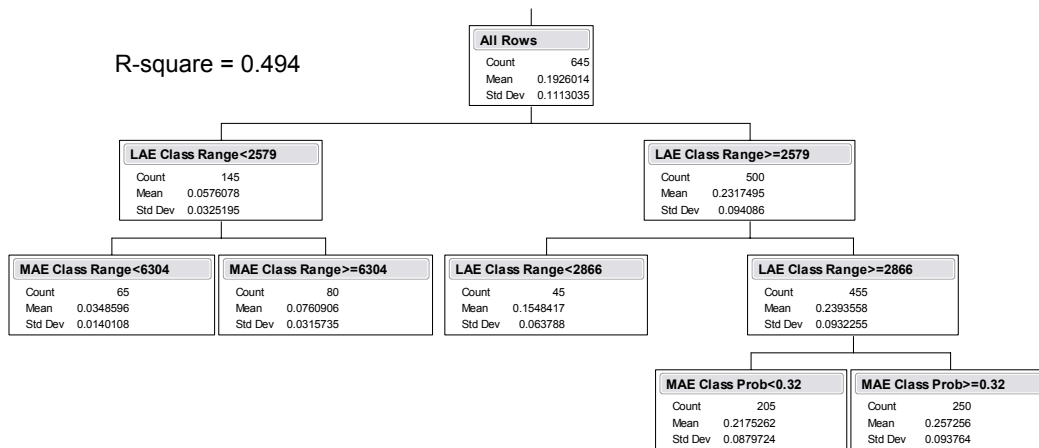 R-square = 0.494
All Rows
Count 645
Mean 0.1926014
Std Dev 0.1113035
LAE Class Range<2579
Count 145
Mean 0.0576078
Std Dev 0.0325195
LAE Class Range>=2579
Count 500
Mean 0.2317495
Std Dev 0.094086
MAE Class Range<6304
Count 65
Mean 0.0348596
Std Dev 0.0140108
MAE Class Range>=6304
Count 80
Mean 0.0760906
Std Dev 0.0315735
LAE Class Range<2866
Count 45
Mean 0.1548417
Std Dev 0.063788
LAE Class Range>=2866
Count 455
Mean 0.2393558
Std Dev 0.0932255
MAE Class Prob<0.32
Count 205
Mean 0.2175262
Std Dev 0.0879724
MAE Class Prob>=0.32
Count 250
Mean 0.257256
Std Dev 0.093764